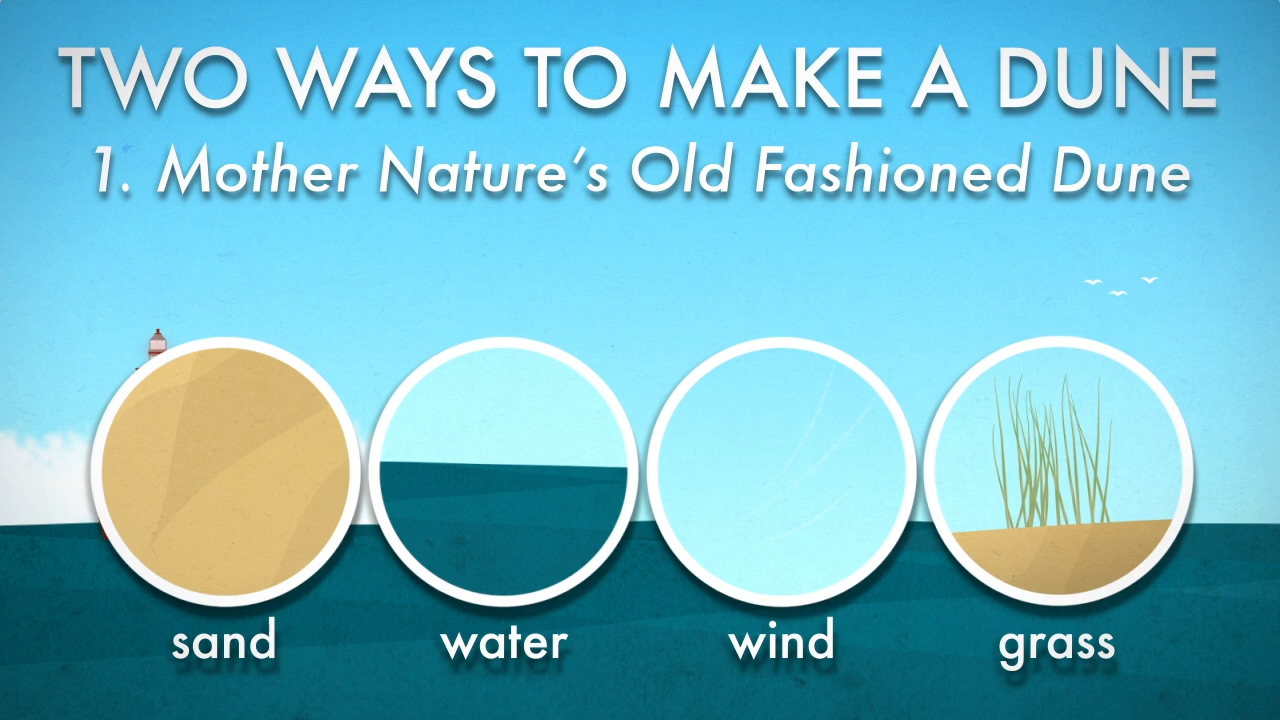 TWO WAYS TO MAKE A DUNE
1. Mother Nature's Old Fashioned Dune
sand water wind grass